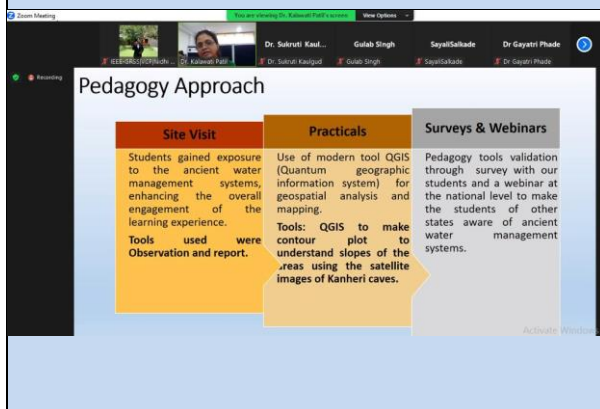 Zoom Meeting
You are viewing Dr. Kalawati Patil's screen View Options
Dr. Sukruti Kaul... Gulab Singh SayaliSalkade Dr Gayatri Phade
IEEE-GRSS|VCF|Nidhi ... Dr. Kalawati Patil Dr. Sukruti Kaulgud Gulab Singh SayaliSalkade Dr Gayatri Phade
Recording
Pedagogy Approach
Site Visit
Students gained exposure
to the ancient water
management systems,
enhancing the overall
engagement of the
learning experience.
Tools used were
Observation and report.
Practicals
Use of modern tool QGIS
(Quantum geographic
information system) for
geospatial analysis and
mapping.
Tools: QGIS to make
contour plot to
understand slopes of the
areas using the satellite
images of Kanheri caves.
Surveys & Webinars
Pedagogy tools validation
through survey with our
students and a webinar at
the national level to make
the students of other
states aware of ancient
water management
systems.
Activate Windows